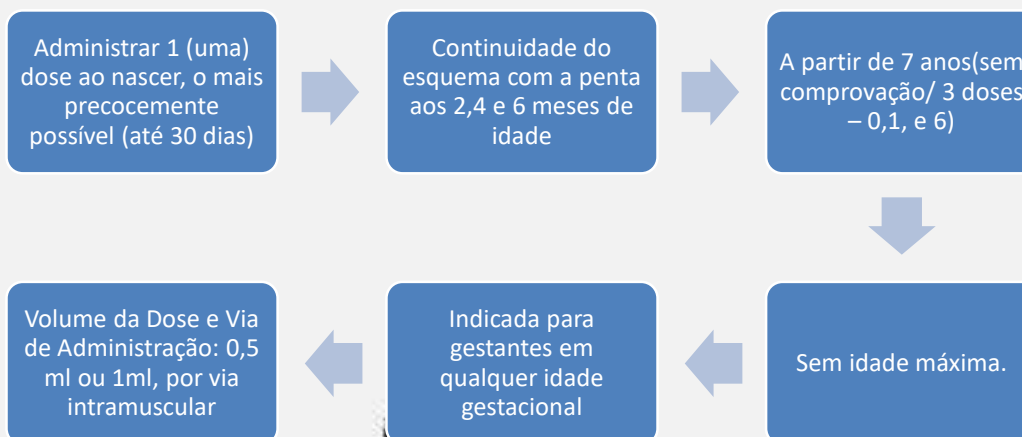 Administrar 1 (uma)
dose ao nascer, o mais
precocemente
possível (até 30 dias)
Continuidade do
esquema com a penta
aos 2,4 e 6 meses de
idade
A partir de 7 anos(sem
comprovação/ 3 doses
– 0,1, e 6)
Sem idade máxima.
Indicada para
gestantes em
qualquer idade
gestacional
Volume da Dose e Via
de Administração: 0,5
ml ou 1ml, por via
intramuscular